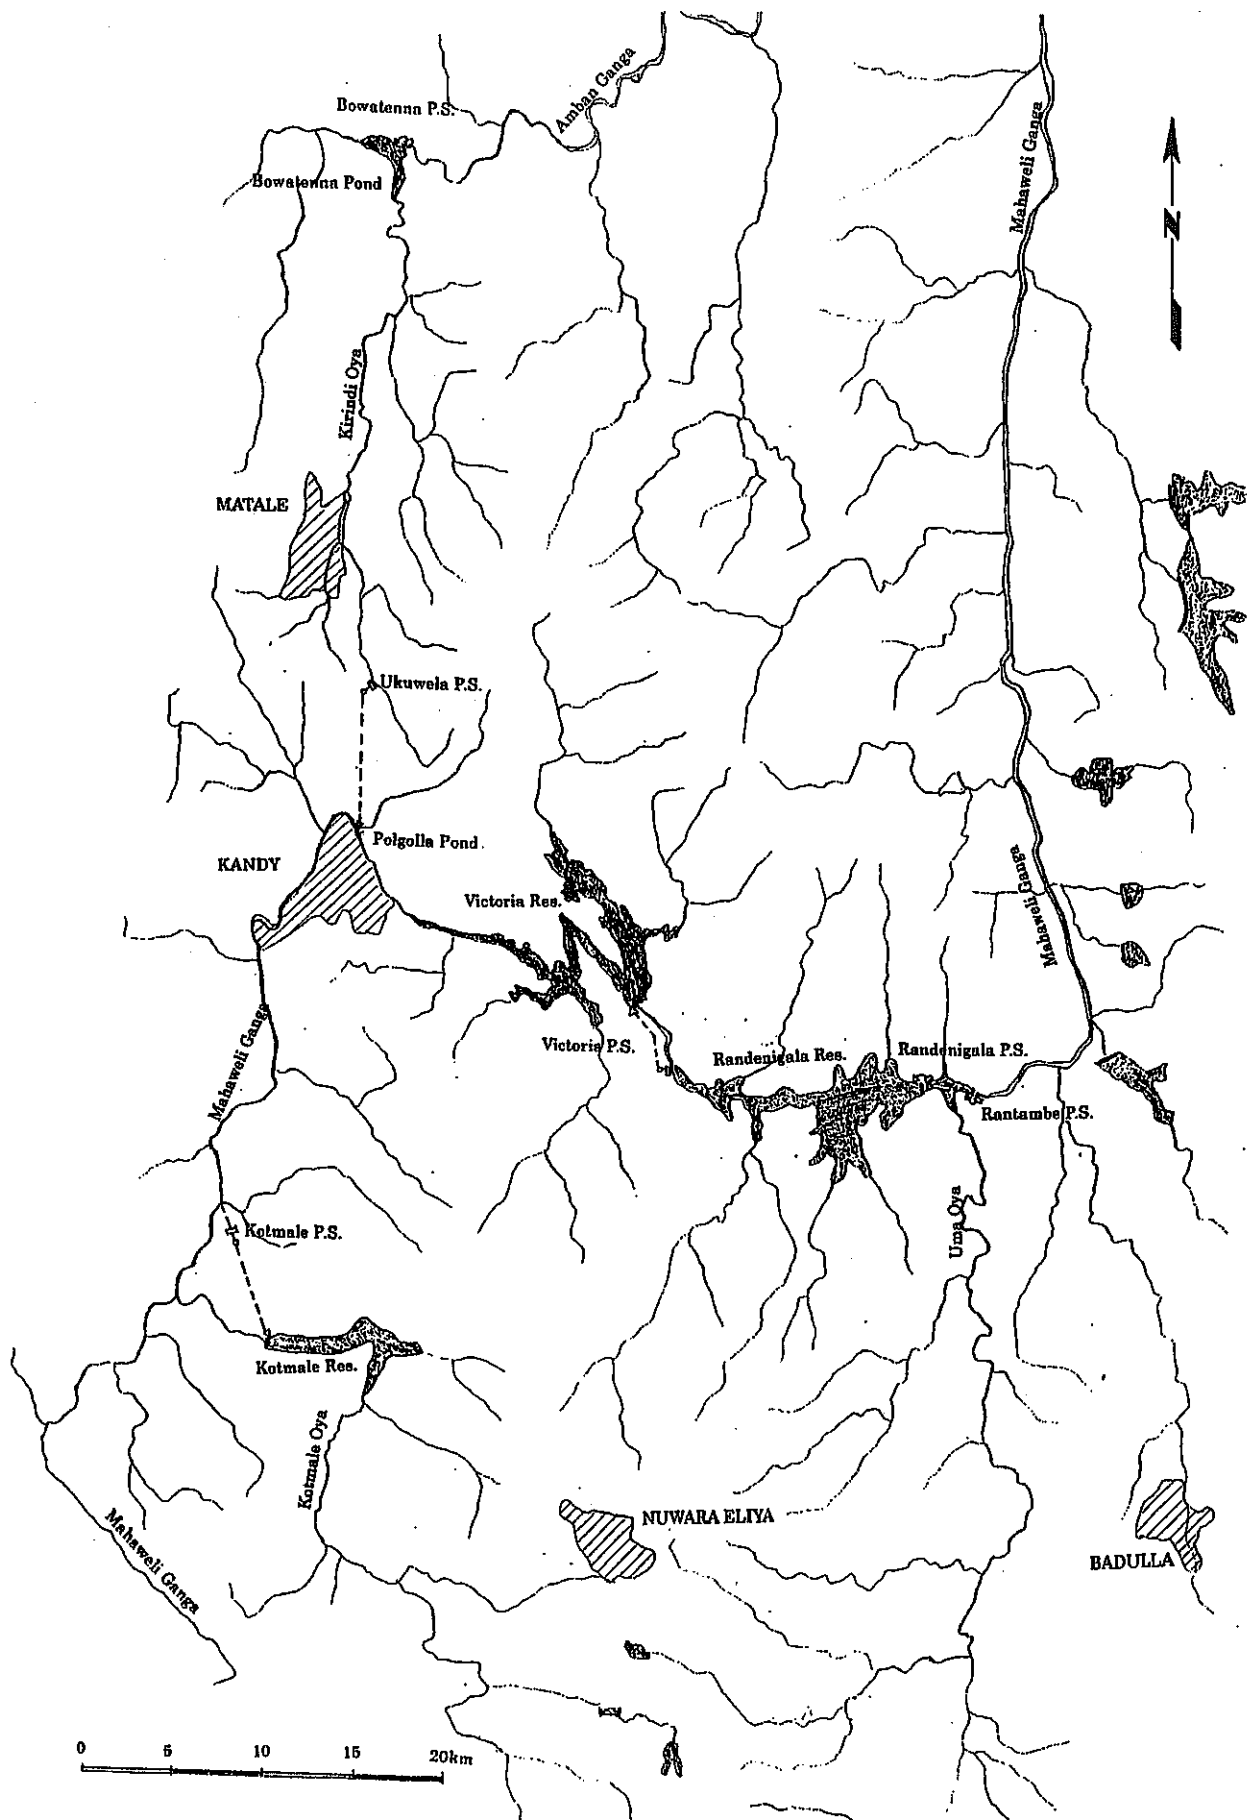 Amban Ganga
Bowatenna P.S.
Mahaweli Ganga
Bowatenna Pond
N
Kirindi Oya
MATALE
Ukuwela P.S.
Polgolla Pond
KANDY
Victoria Res.
Mahaweli Ganga
Mahaweli Ganga
Victoria P.S.
Randenigala Res.
Randenigala P.S.
Rantambe P.S.
Uma Oya
Kotmale P.S.
Kotmale Res.
Kotmale Oya
Mahaweli Ganga
NUWARA ELIYA
BADULLA
0 5 10 15 20km